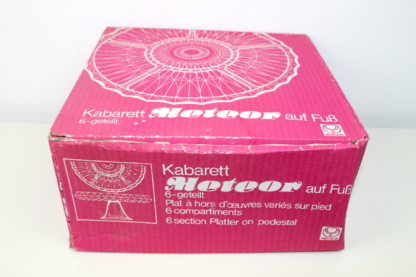 Kabarett Meteor auf Fuß
6-geteilt
Kabarett
Meteor auf Fuß
6-geteilt
Plat à hors d'œuvres variés sur pied
6 compartiments
6 section Platter on pedestal